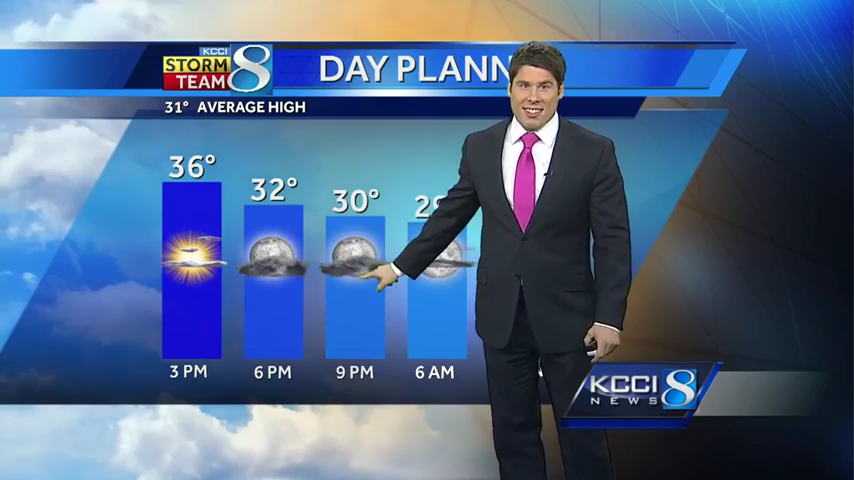 KCCI
STORM
TEAM 8
DAY PLANN
31° AVERAGE HIGH
36°
32°
30°
3 PM
6 PM
9 PM
6 AM
KCCI 8
NEWS